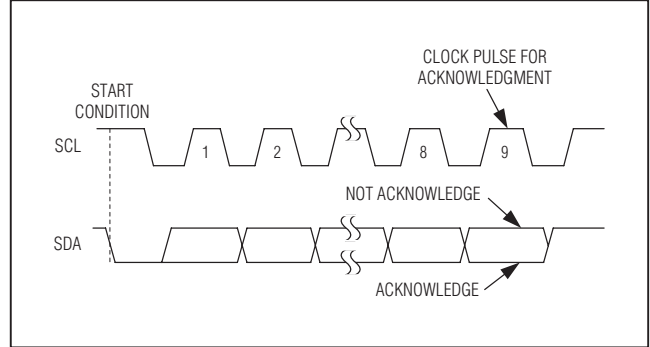 CLOCK PULSE FOR
ACKNOWLEDGMENT
START
CONDITION
SCL
1 2 8 9
NOT ACKNOWLEDGE
SDA
ACKNOWLEDGE